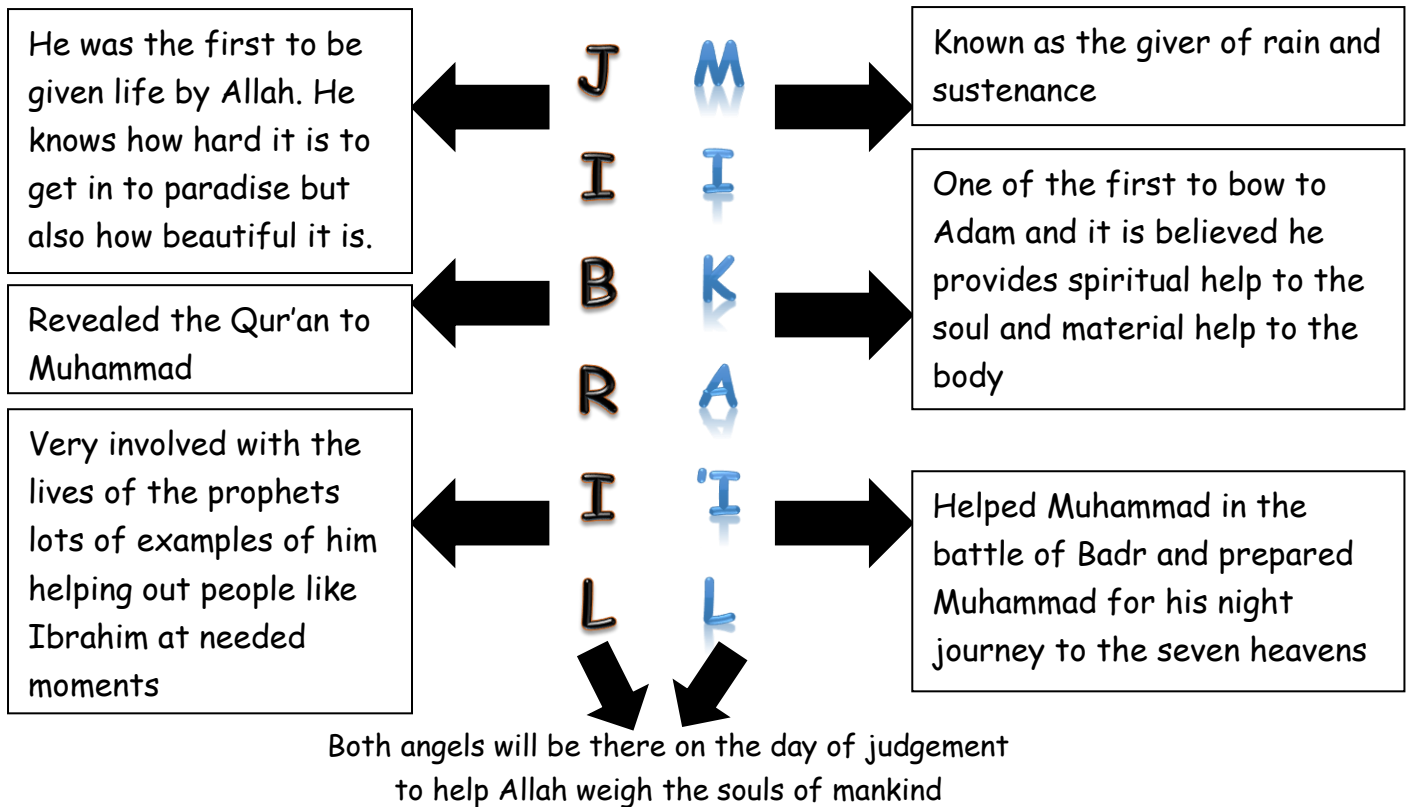 He was the first to be
given life by Allah. He
knows how hard it is to
get in to paradise but
also how beautiful it is.
Revealed the Qur'an to
Muhammad
Very involved with the
lives of the prophets
lots of examples of him
helping out people like
Ibrahim at needed
moments
J
I
B
R
I
L
M
I
K
A
'I
L
Known as the giver of rain and
sustenance
One of the first to bow to
Adam and it is believed he
provides spiritual help to the
soul and material help to the
body
Helped Muhammad in the
battle of Badr and prepared
Muhammad for his night
journey to the seven heavens
Both angels will be there on the day of judgement
to help Allah weigh the souls of mankind